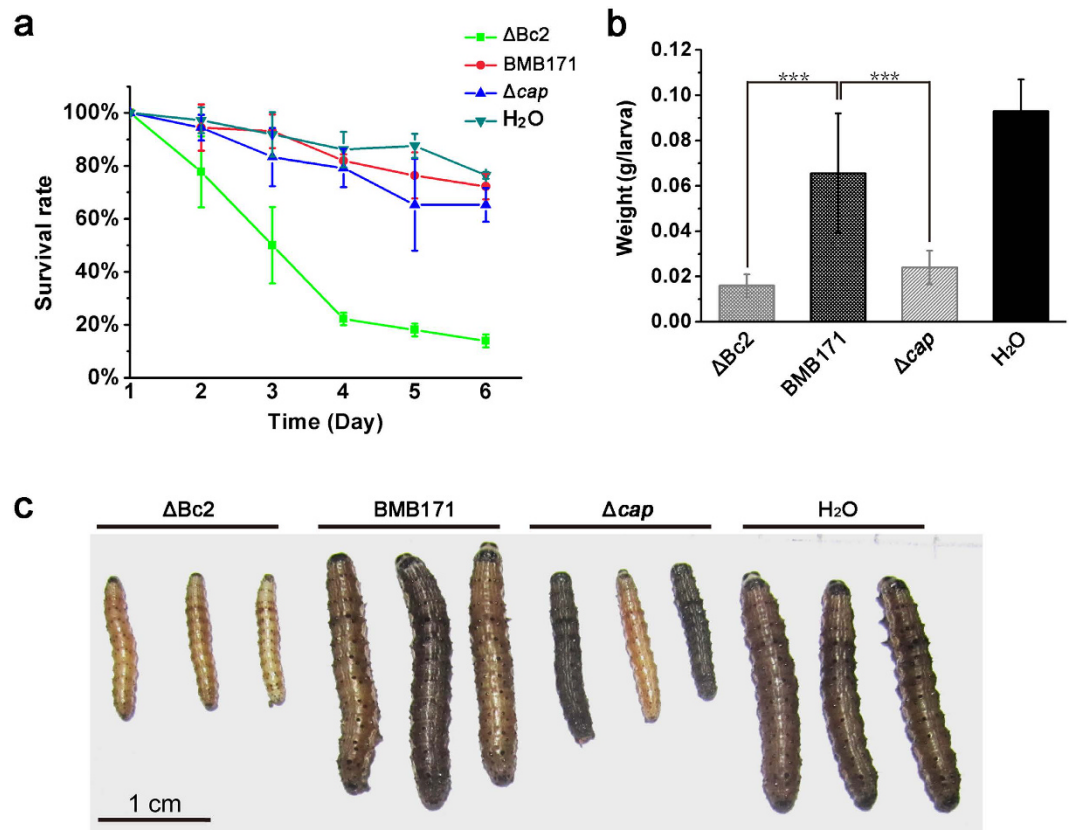 a
ΔBc2
BMB171
Δcap
H₂O
100%
80%
60%
40%
20%
0%
Survival rate
1 2 3 4 5 6
Time (Day)
b
0.12
0.10
0.08
0.06
0.04
0.02
0.00
Weight (g/larva)
*** ***
ΔBc2 BMB171 Δcap H₂O
c
ΔBc2 BMB171 Δcap H₂O
1 cm